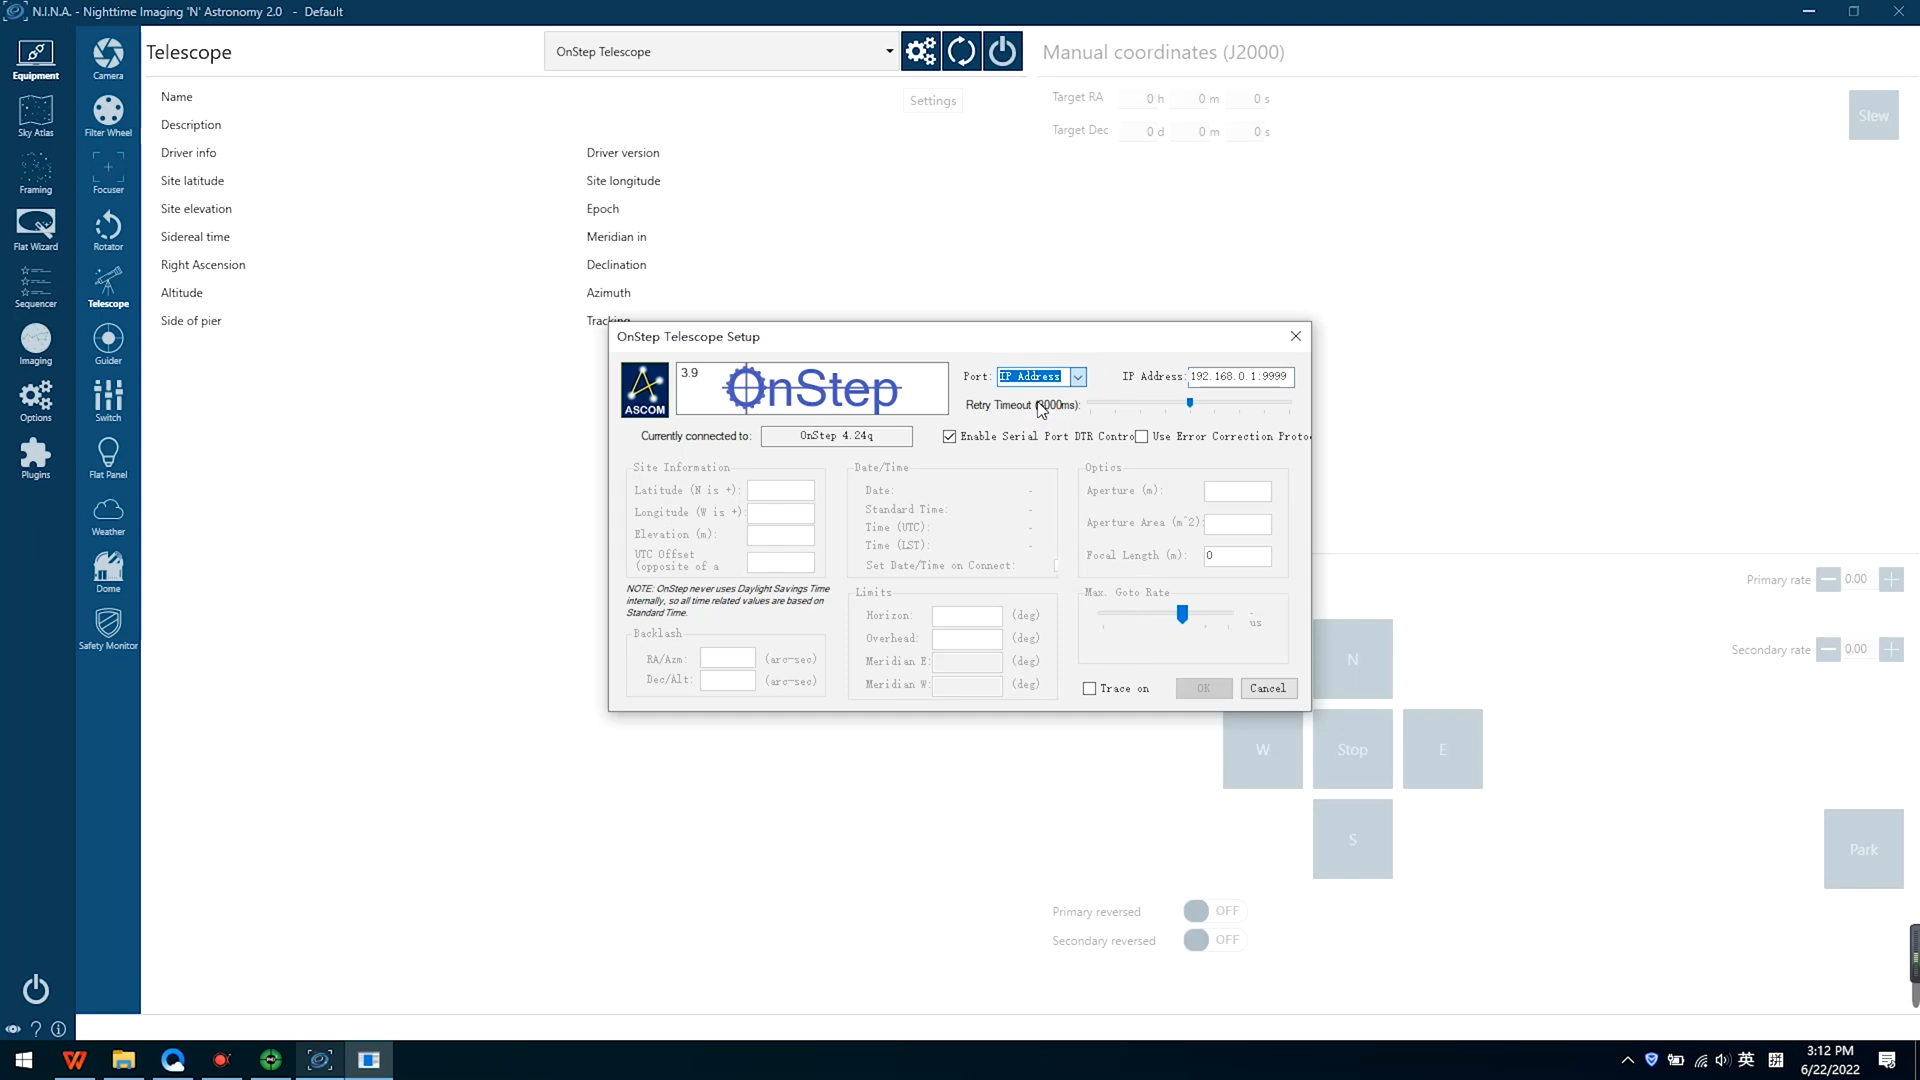 N.I.N.A. - Nighttime Imaging 'N' Astronomy 2.0 - Default
Equipment
Sky Atlas
Framing
Flat Wizard
Sequencer
Imaging
Options
Plugins
Camera
Filter Wheel
Focuser
Rotator
Telescope
Guider
Switch
Flat Panel
Weather
Dome
Safety Monitor
Telescope
OnStep Telescope
Name
Settings
Description
Driver info
Driver version
Site latitude
Site longitude
Site elevation
Epoch
Sidereal time
Meridian in
Right Ascension
Declination
Altitude
Azimuth
Side of pier
Tracking
Manual coordinates (J2000)
Target RA 0 h 0 m 0 s
Target Dec 0 d 0 m 0 s
Slew
OnStep Telescope Setup
ASCOM
3.9
OnStep
Port: IP Address
IP Address: 192.168.0.1:9999
Retry Timeout 000ms):
Currently connected to: OnStep 4.24q
Enable Serial Port DTR Contro
Use Error Correction Proto
Site Information
Latitude (N is +):
Longitude (W is +):
Elevation (m):
UTC Offset
(opposite of a
NOTE: OnStep never uses Daylight Savings Time
internally, so all time related values are based on
Standard Time.
Backlash
RA/Azm: (arc-sec)
Dec/Alt: (arc-sec)
Date/Time
Date: -
Standard Time: -
Time (UTC): -
Time (LST): -
Set Date/Time on Connect:
Limits
Horizon: (deg)
Overhead: (deg)
Meridian E: (deg)
Meridian W: (deg)
Optics
Aperture (m):
Aperture Area (m^2):
Focal Length (m): 0
Max. Goto Rate
-
us
Trace on
OK
Cancel
Primary rate 0.00
Secondary rate 0.00
N
W
Stop
E
S
Park
Primary reversed OFF
Secondary reversed OFF
英
3:12 PM
6/22/2022